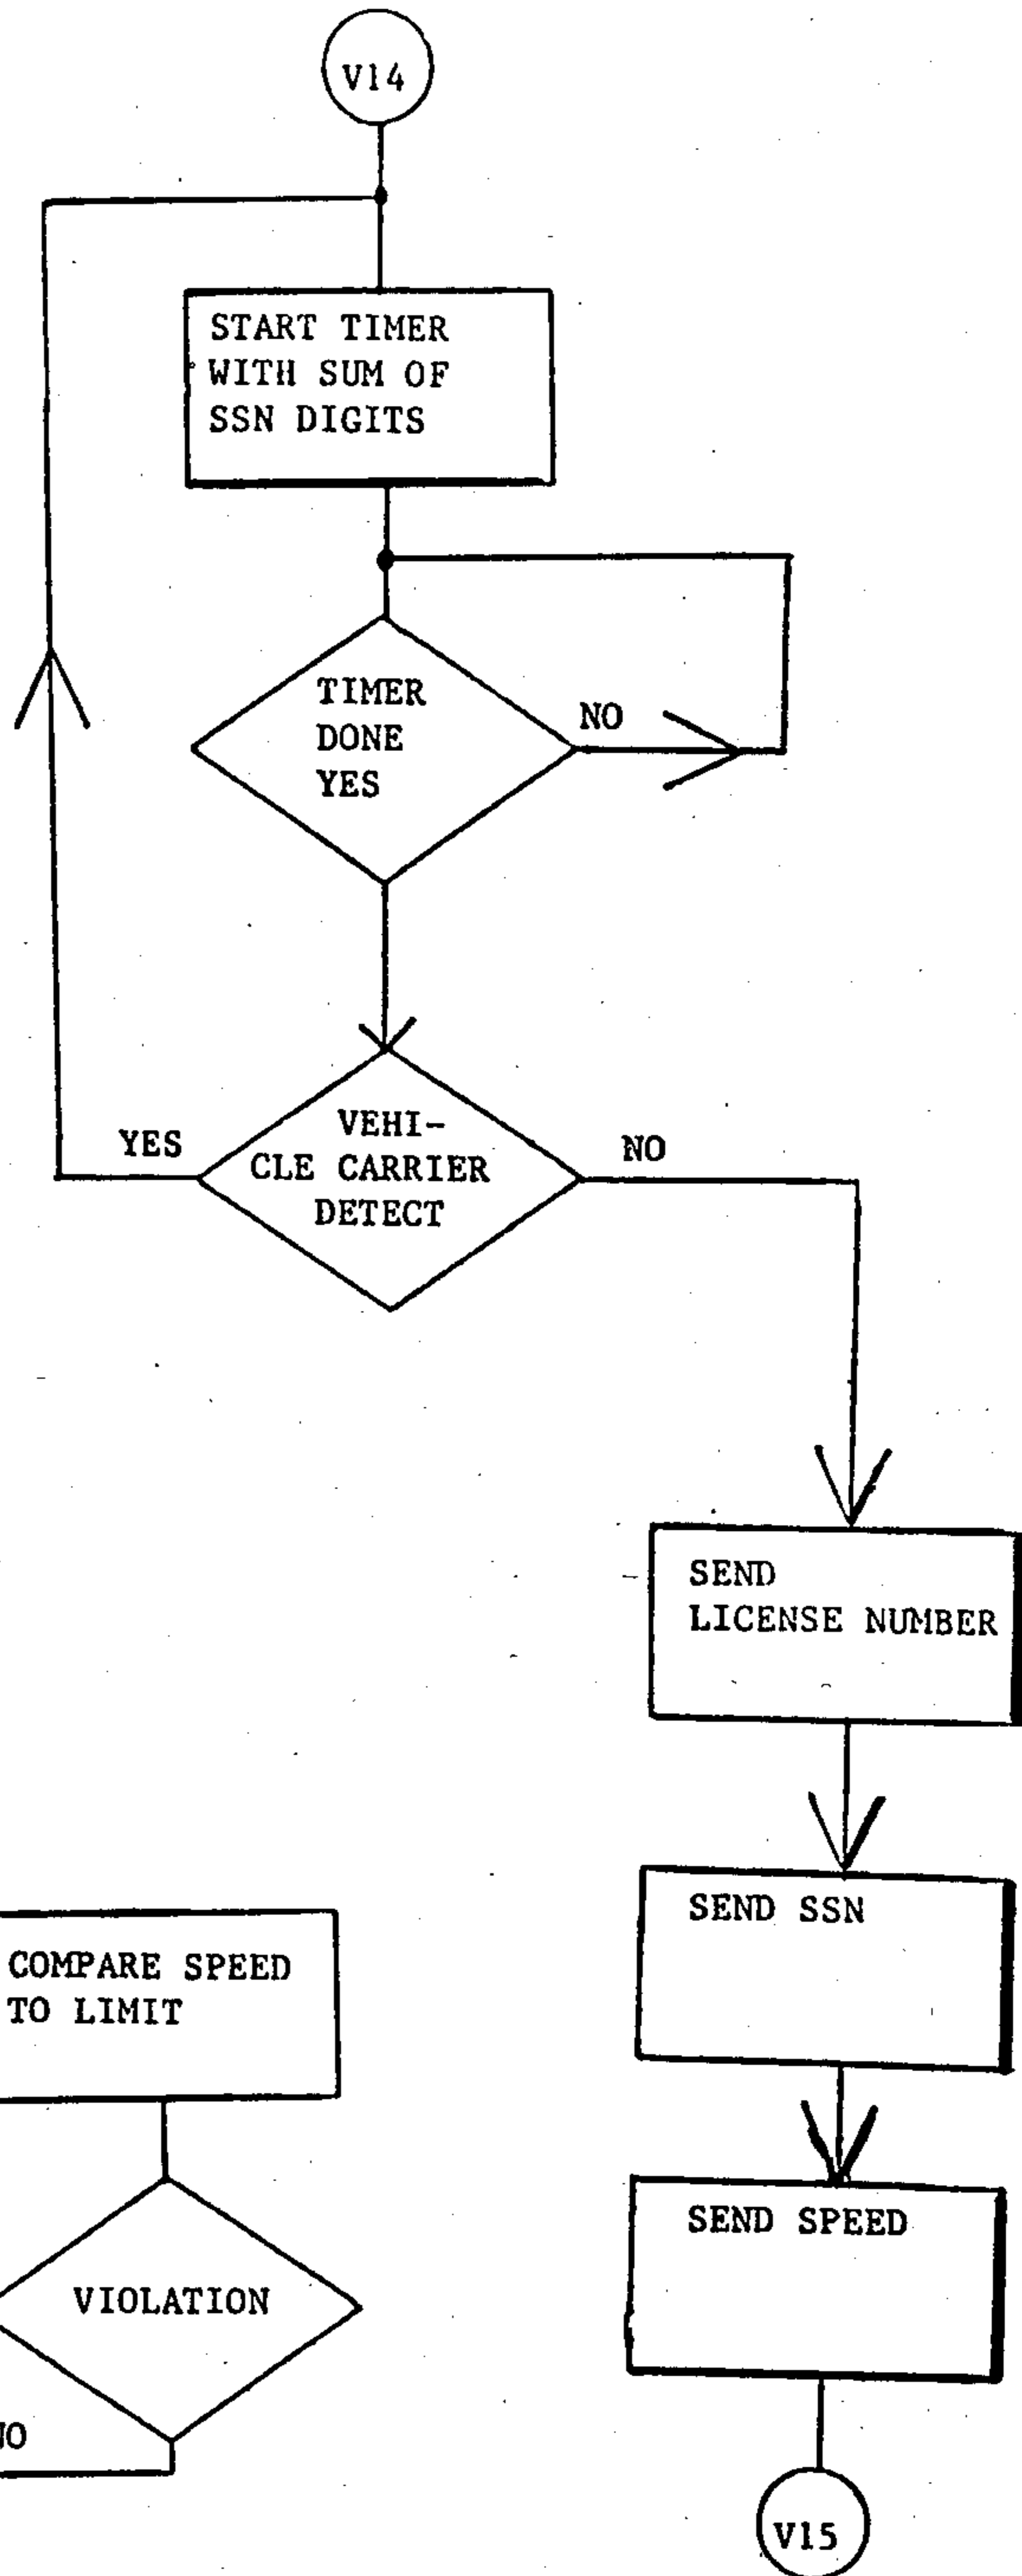 V14
START TIMER
WITH SUM OF
SSN DIGITS
TIMER
DONE
YES
NO
VEHI-
CLE CARRIER
DETECT
YES
NO
SEND
LICENSE NUMBER
SEND SSN
SEND SPEED
V15
COMPARE SPEED
TO LIMIT
VIOLATION